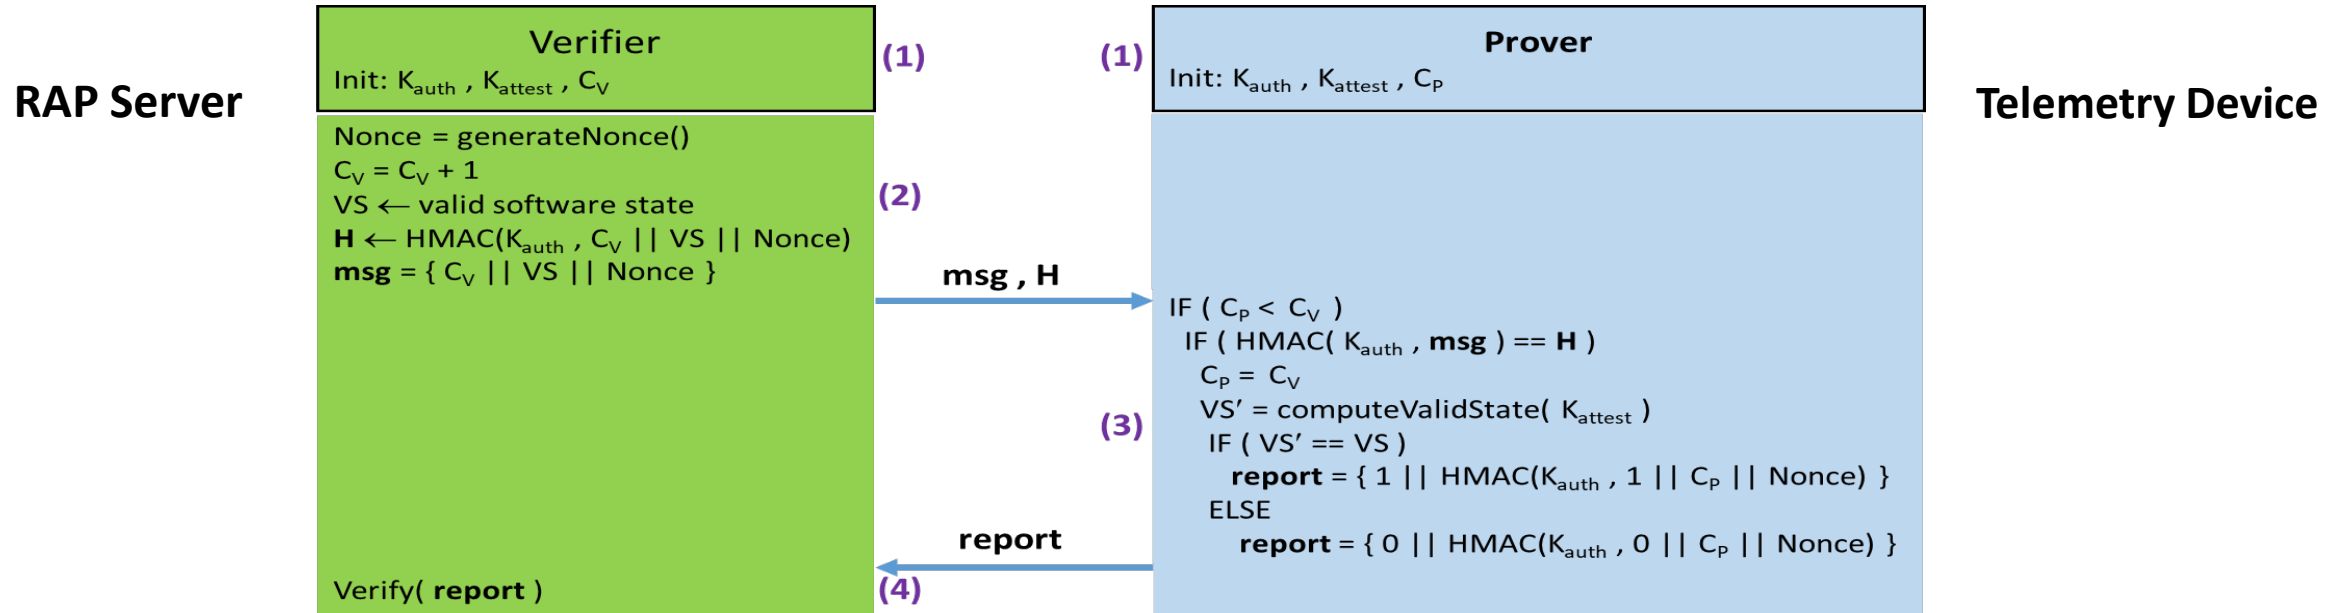 RAP Server
Verifier
Init: Kauth , Kattest , CV
(1)
Nonce = generateNonce()
CV = CV + 1
VS ← valid software state
H ← HMAC(Kauth , CV || VS || Nonce)
msg = { CV || VS || Nonce }
(2)
msg , H
(1)
Prover
Init: Kauth , Kattest , CP
Telemetry Device
IF ( CP < CV )
IF ( HMAC( Kauth , msg ) == H )
CP = CV
VS′ = computeValidState( Kattest )
(3)
IF ( VS′ == VS )
report = { 1 || HMAC(Kauth , 1 || CP || Nonce) }
ELSE
report = { 0 || HMAC(Kauth , 0 || CP || Nonce) }
report
Verify( report )
(4)